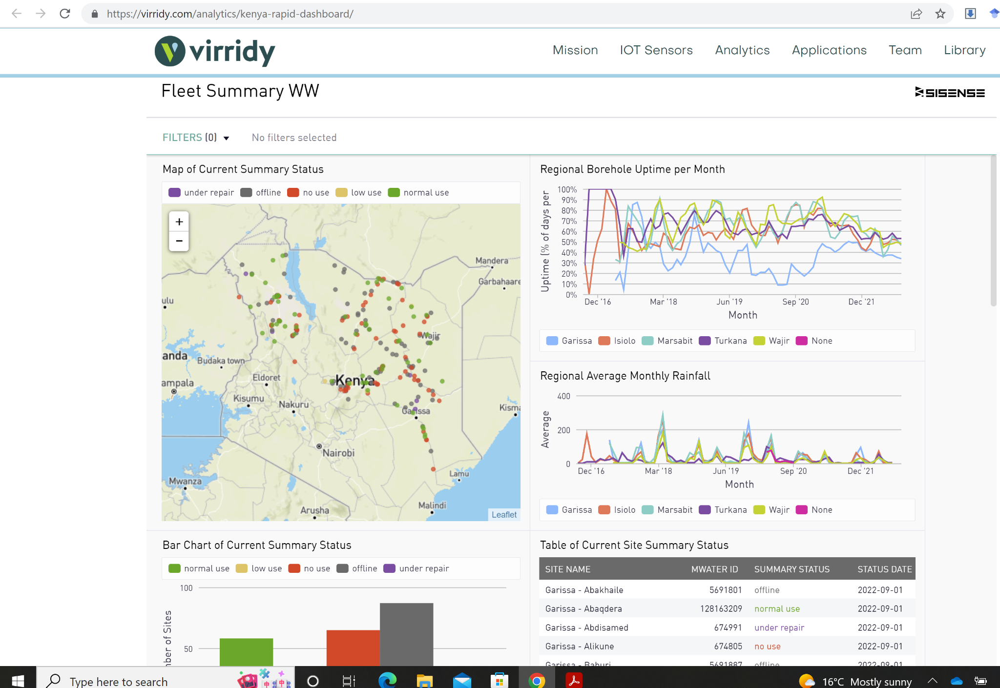 https://virridy.com/analytics/kenya-rapid-dashboard/
virridy
Mission IOT Sensors Analytics Applications Team Library
Fleet Summary WW
SISENSE
FILTERS (0) No filters selected
Map of Current Summary Status
under repair offline no use low use normal use
+
−
Mandera
Garbahaare
ulu
Wajir
anda
Budaka town
Eldoret
Kenya
ampala
Kisumu
Nakuru
Garissa
Kisma
Nairobi
Lamu
Mwanza
Malindi
Arusha
Leaflet
Regional Borehole Uptime per Month
Uptime (% of days per
100%
90%
80%
70%
60%
50%
40%
30%
20%
10%
0%
Dec '16 Mar '18 Jun '19 Sep '20 Dec '21
Month
Garissa Isiolo Marsabit Turkana Wajir None
Regional Average Monthly Rainfall
Average
400
200
0
Dec '16 Mar '18 Jun '19 Sep '20 Dec '21
Month
Garissa Isiolo Marsabit Turkana Wajir None
Bar Chart of Current Summary Status
normal use low use no use offline under repair
100
50
mber of Sites
Table of Current Site Summary Status
SITE NAME MWATER ID SUMMARY STATUS STATUS DATE
Garissa - Abakhaile 5691801 offline 2022-09-01
Garissa - Abaqdera 128163209 normal use 2022-09-01
Garissa - Abdisamed 674991 under repair 2022-09-01
Garissa - Alikune 674805 no use 2022-09-01
Garissa - Baburi 5691887 offline 2022-09-01
Type here to search
16°C Mostly sunny